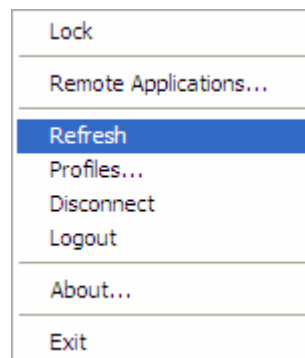 Lock
Remote Applications...
Refresh
Profiles...
Disconnect
Logout
About...
Exit